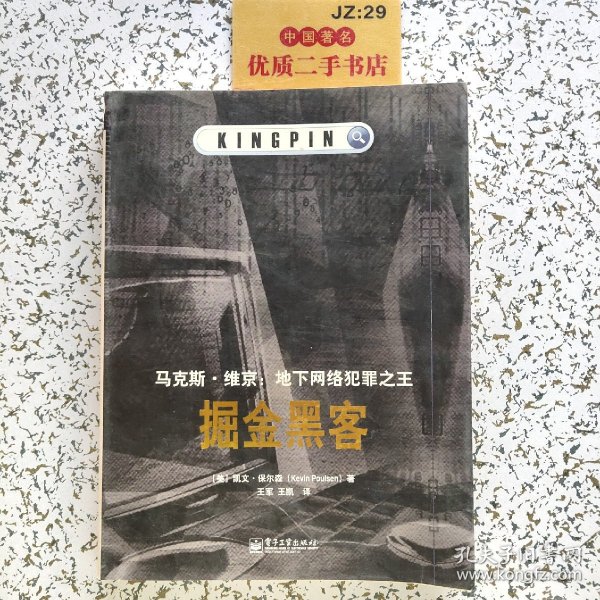 JZ:29
中国著名
优质二手书店
KINGPIN
马克斯·维京：地下网络犯罪之王
掘金黑客
[美] 凯文·保尔森 (Kevin Poulsen) 著
王军 王凯 译
电子工业出版社
孔夫子旧书网
www.kongfz.com